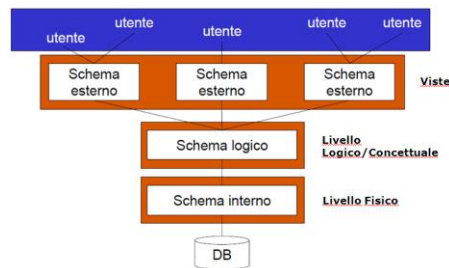 utente
utente
utente
utente
utente
Schema
esterno
Schema
esterno
Schema
esterno
Viste
Schema logico
Livello
Logico/Concettuale
Schema interno
Livello Fisico
DB